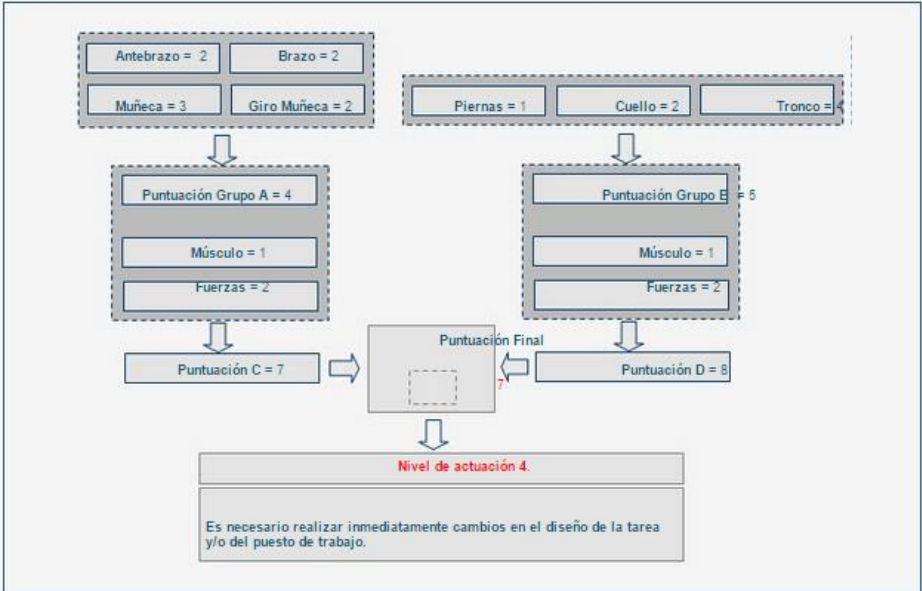 Antebrazo = 2
Brazo = 2
Muñeca = 3
Giro Muñeca = 2
Piernas = 1
Cuello = 2
Tronco = 4
Puntuación Grupo A = 4
Músculo = 1
Fuerzas = 2
Puntuación Grupo B = 5
Músculo = 1
Fuerzas = 2
Puntuación C = 7
Puntuación Final
7
Puntuación D = 8
Nivel de actuación 4.
Es necesario realizar inmediatamente cambios en el diseño de la tarea
y/o del puesto de trabajo.